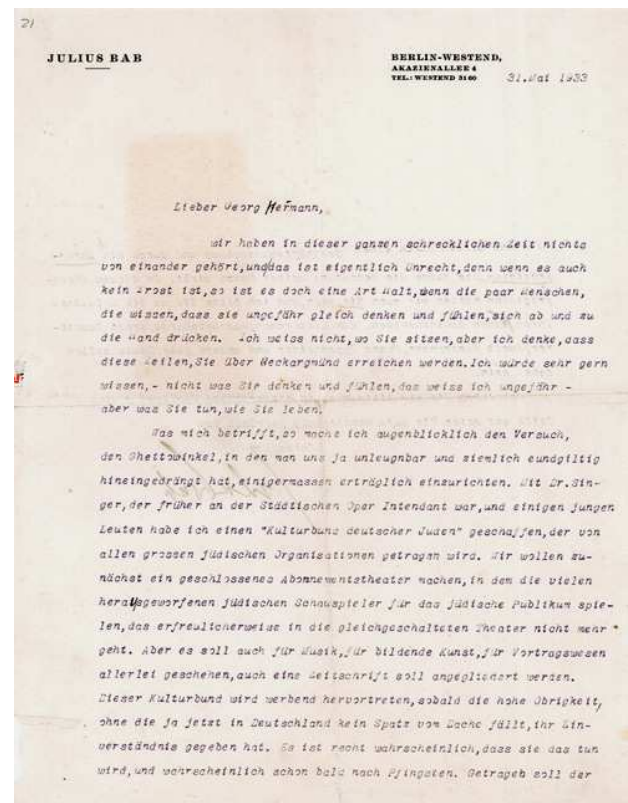 21
JULIUS BAB
BERLIN-WESTEND,
AKAZIENALLEE 4
TEL.: WESTEND 3160
31.Mai 1933
Lieber Georg Hermann,
wir haben in dieser ganzen schrecklichen Zeit nichts
von einander gehört,und das ist eigentlich Unrecht,denn wenn es auch
kein Trost ist,so ist es doch eine Art Halt,wenn die paar Menschen,
die wissen,dass sie ungefähr gleich denken und fühlen,sich ab und zu
die Hand drücken. Ich weiss nicht,wo Sie sitzen,aber ich denke,dass
diese Zeilen,Sie über Neckargmünd erreichen werden.Ich würde sehr gern
wissen,- nicht was Sie denken und fühlen,das weiss ich ungefähr -
aber was Sie tun,wie Sie leben.
Was mich betrifft,so mache ich augenblicklich den Versuch,
den Ghettowinkel,in den man uns ja unleugbar und ziemlich eundgiltig
hineingedrängt hat,einigermassen erträglich einzurichten. Mit Dr.Sin-
ger,der früher an der Städtischen Oper Intendant war,und einigen jungen
Leuten habe ich einen "Kulturbund deutscher Juden" geschaffen,der von
allen grossen jüdischen Organisationen getragen wird. Wir wollen zu-
nächst ein geschlossenes Abonnementstheater machen,in dem die vielen
herausgeworfenen jüdischen Schauspieler für das jüdische Publikum spie-
len,das erfreulicherweise in die gleichgeschalteten Theater nicht mehr
geht. Aber es soll auch für Musik,für bildende Kunst,für Vortragswesen
allerlei geschehen,auch eine Zeitschrift soll angegliedert werden.
Dieser Kulturbund wird werbend hervortreten,sobald die hohe Obrigkeit,
ohne die ja jetzt in Deutschland kein Spatz vom Dache fällt,ihr Ein-
verständnis gegeben hat. Es ist recht wahrscheinlich,dass sie das tun
wird,und wahrscheinlich schon bald nach Pfingsten. Getrageb soll der